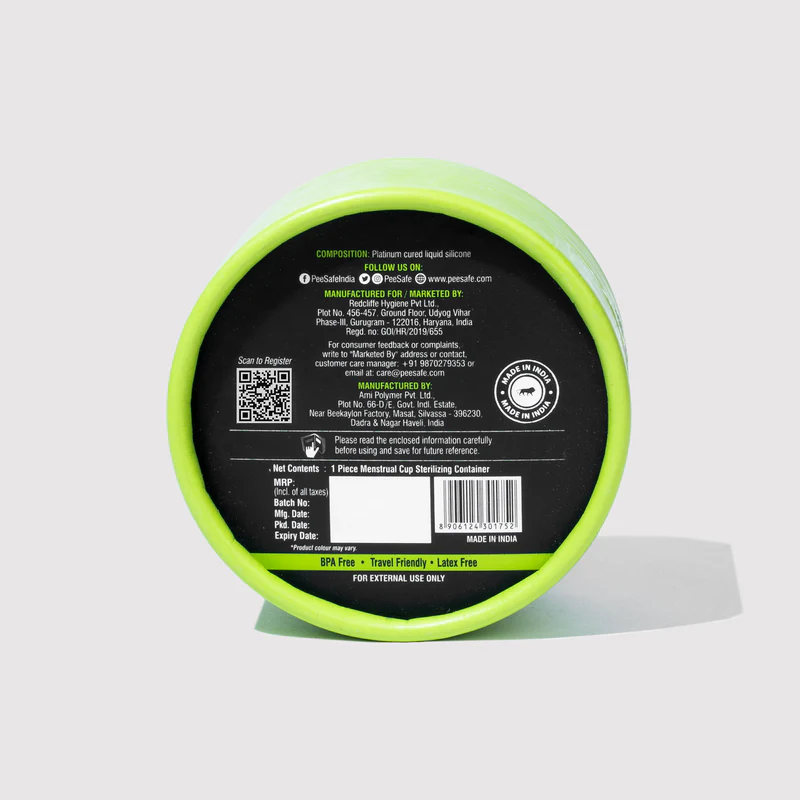 COMPOSITION: Platinum cured liquid silicone
FOLLOW US ON:
PeeSafeIndia PeeSafe www.peesafe.com
MANUFACTURED FOR / MARKETED BY:
Redcliffe Hygiene Pvt Ltd.,
Plot No. 456-457, Ground Floor, Udyog Vihar
Phase-III, Gurugram - 122016, Haryana, India
Regd. no: GOI/HR/2019/655
For consumer feedback or complaints,
write to "Marketed By" address or contact,
customer care manager: +91 9870279353 or
email at: care@peesafe.com
Scan to Register
MANUFACTURED BY:
Ami Polymer Pvt. Ltd.,
Plot No. 66-D/E, Govt. Indl. Estate,
Near Beekaylon Factory, Masat, Silvassa - 396230,
Dadra & Nagar Haveli, India
MADE IN INDIA
MADE IN INDIA
Please read the enclosed information carefully
before using and save for future reference.
Net Contents : 1 Piece Menstrual Cup Sterilizing Container
MRP:
(Incl. of all taxes)
Batch No:
Mfg. Date:
Pkd. Date:
Expiry Date:
8 906124 301752
MADE IN INDIA
*Product colour may vary.
BPA Free • Travel Friendly • Latex Free
FOR EXTERNAL USE ONLY